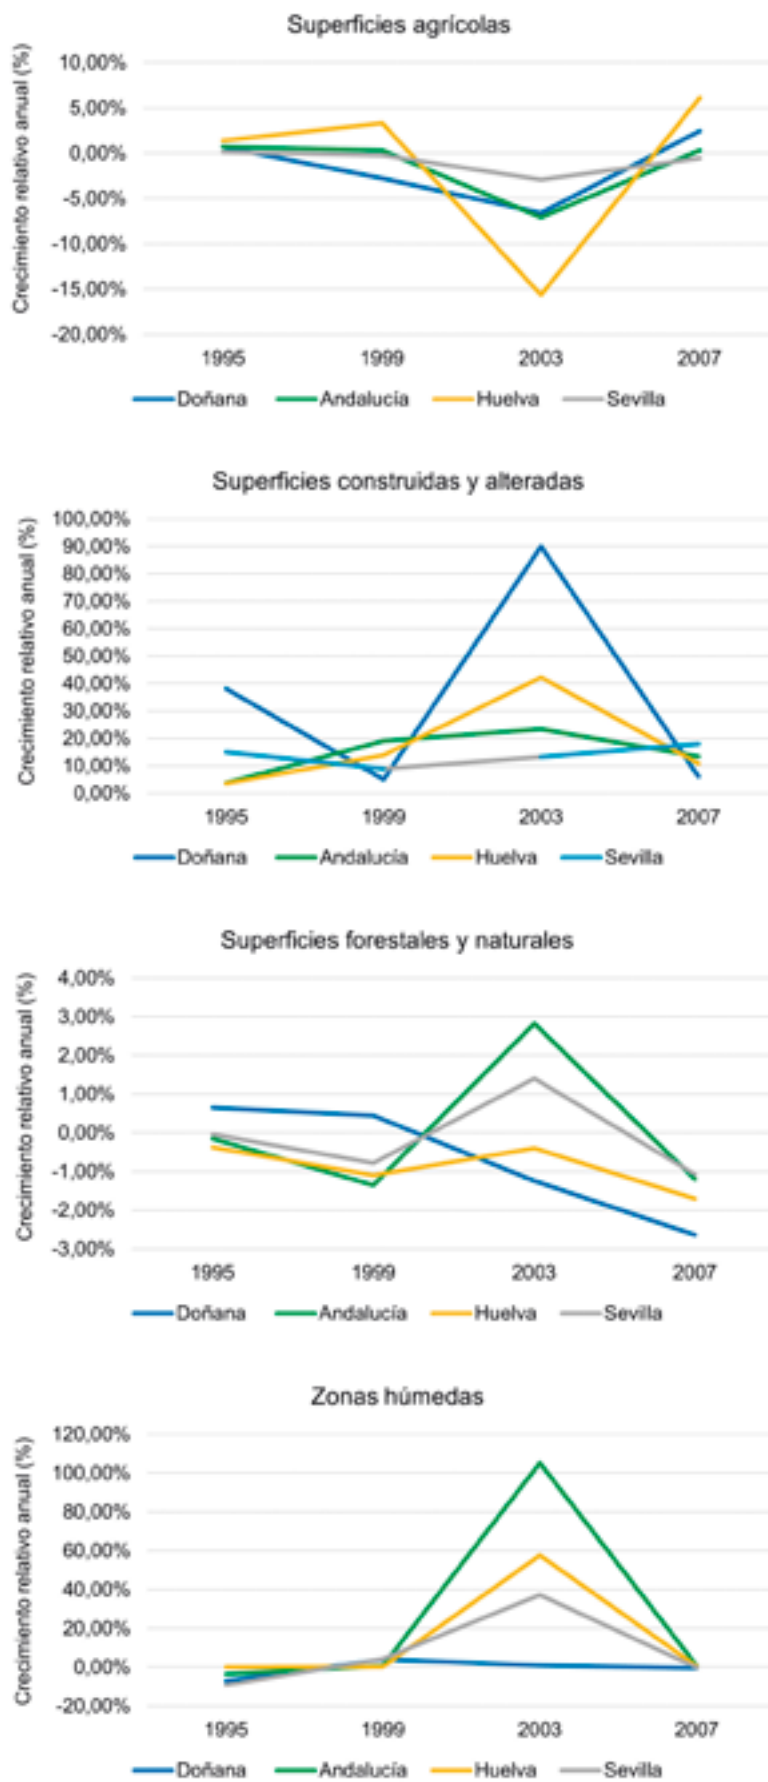 Superficies agrícolas
Crecimiento relativo anual (%)
10,00%
5,00%
0,00%
-5,00%
-10,00%
-15,00%
-20,00%
1995 1999 2003 2007
Doñana Andalucía Huelva Sevilla
Superficies construidas y alteradas
Crecimiento relativo anual (%)
100,00%
90,00%
80,00%
70,00%
60,00%
50,00%
40,00%
30,00%
20,00%
10,00%
0,00%
1995 1999 2003 2007
Doñana Andalucía Huelva Sevilla
Superficies forestales y naturales
Crecimiento relativo anual (%)
4,00%
3,00%
2,00%
1,00%
0,00%
-1,00%
-2,00%
-3,00%
1995 1999 2003 2007
Doñana Andalucía Huelva Sevilla
Zonas húmedas
Crecimiento relativo anual (%)
120,00%
100,00%
80,00%
60,00%
40,00%
20,00%
0,00%
-20,00%
1995 1999 2003 2007
Doñana Andalucía Huelva Sevilla